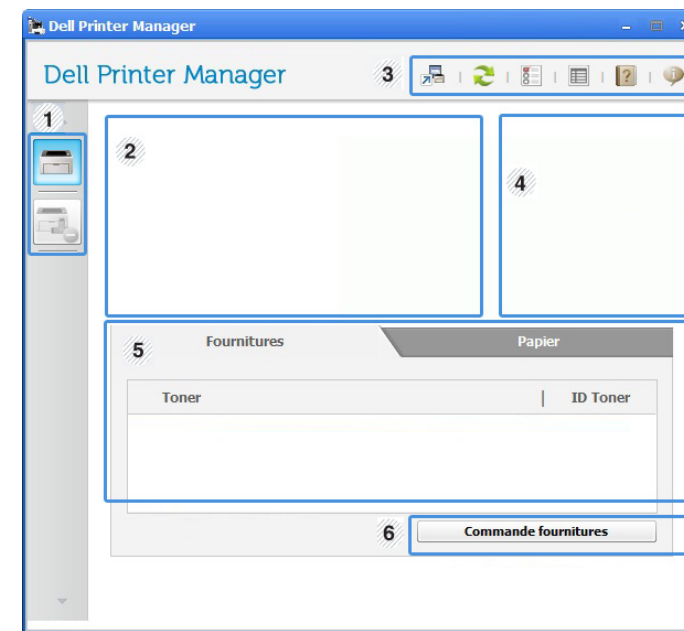 Dell Printer Manager
Dell Printer Manager
3
1
2
4
5
Fournitures
Papier
Toner
ID Toner
6
Commande fournitures